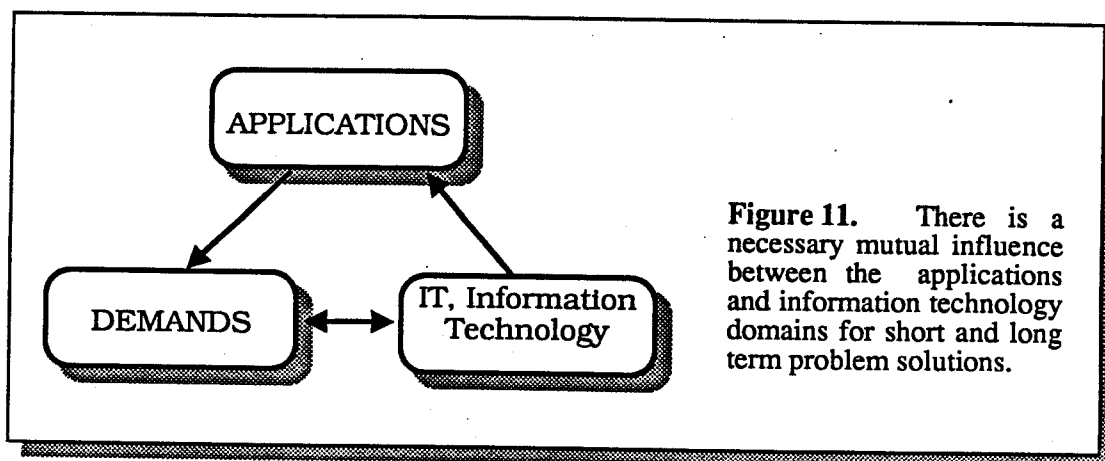 APPLICATIONS
DEMANDS
IT, Information
Technology
Figure 11. There is a
necessary mutual influence
between the applications
and information technology
domains for short and long
term problem solutions.